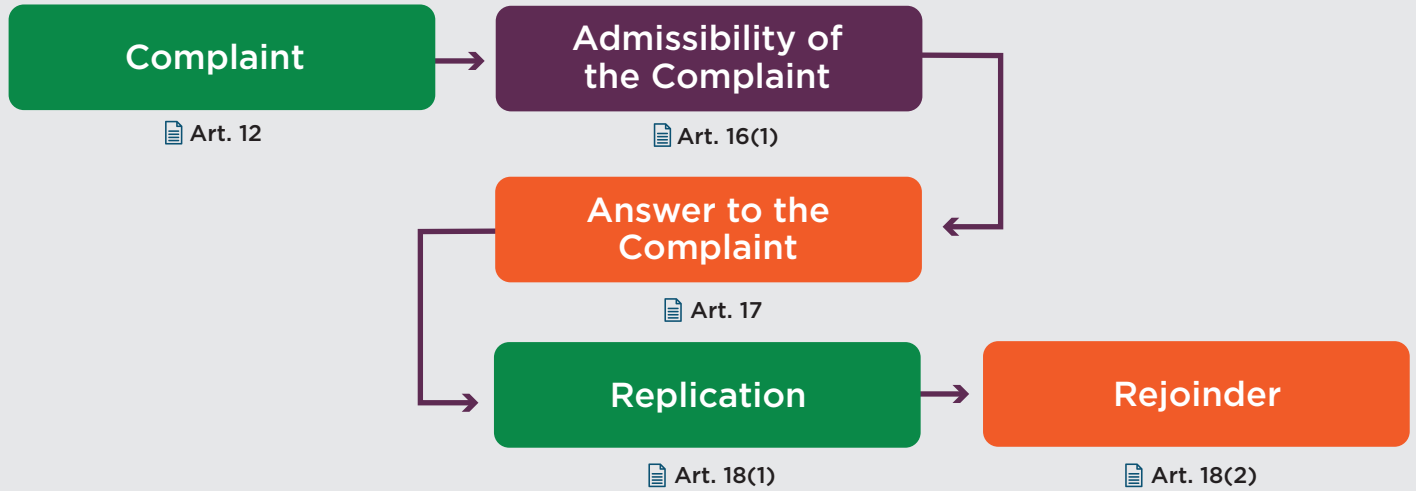 Complaint
Art. 12
Admissibility of
the Complaint
Art. 16(1)
Answer to the
Complaint
Art. 17
Replication
Art. 18(1)
Rejoinder
Art. 18(2)